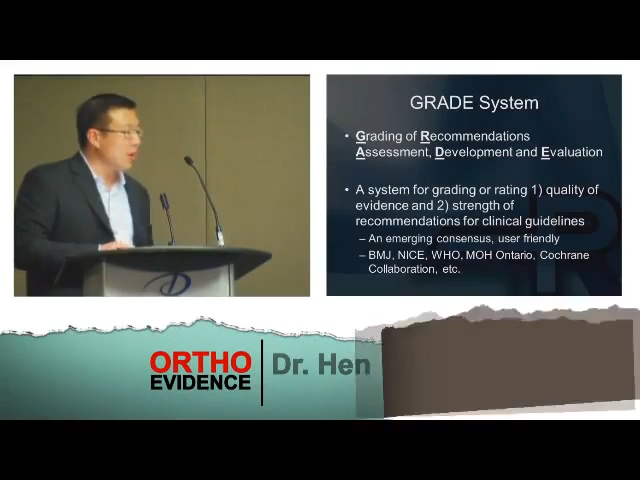 GRADE System
• Grading of Recommendations
Assessment, Development and Evaluation
• A system for grading or rating 1) quality of
evidence and 2) strength of
recommendations for clinical guidelines
– An emerging consensus, user friendly
– BMJ, NICE, WHO, MOH Ontario, Cochrane
Collaboration, etc.
ORTHO
EVIDENCE
Dr. Hen